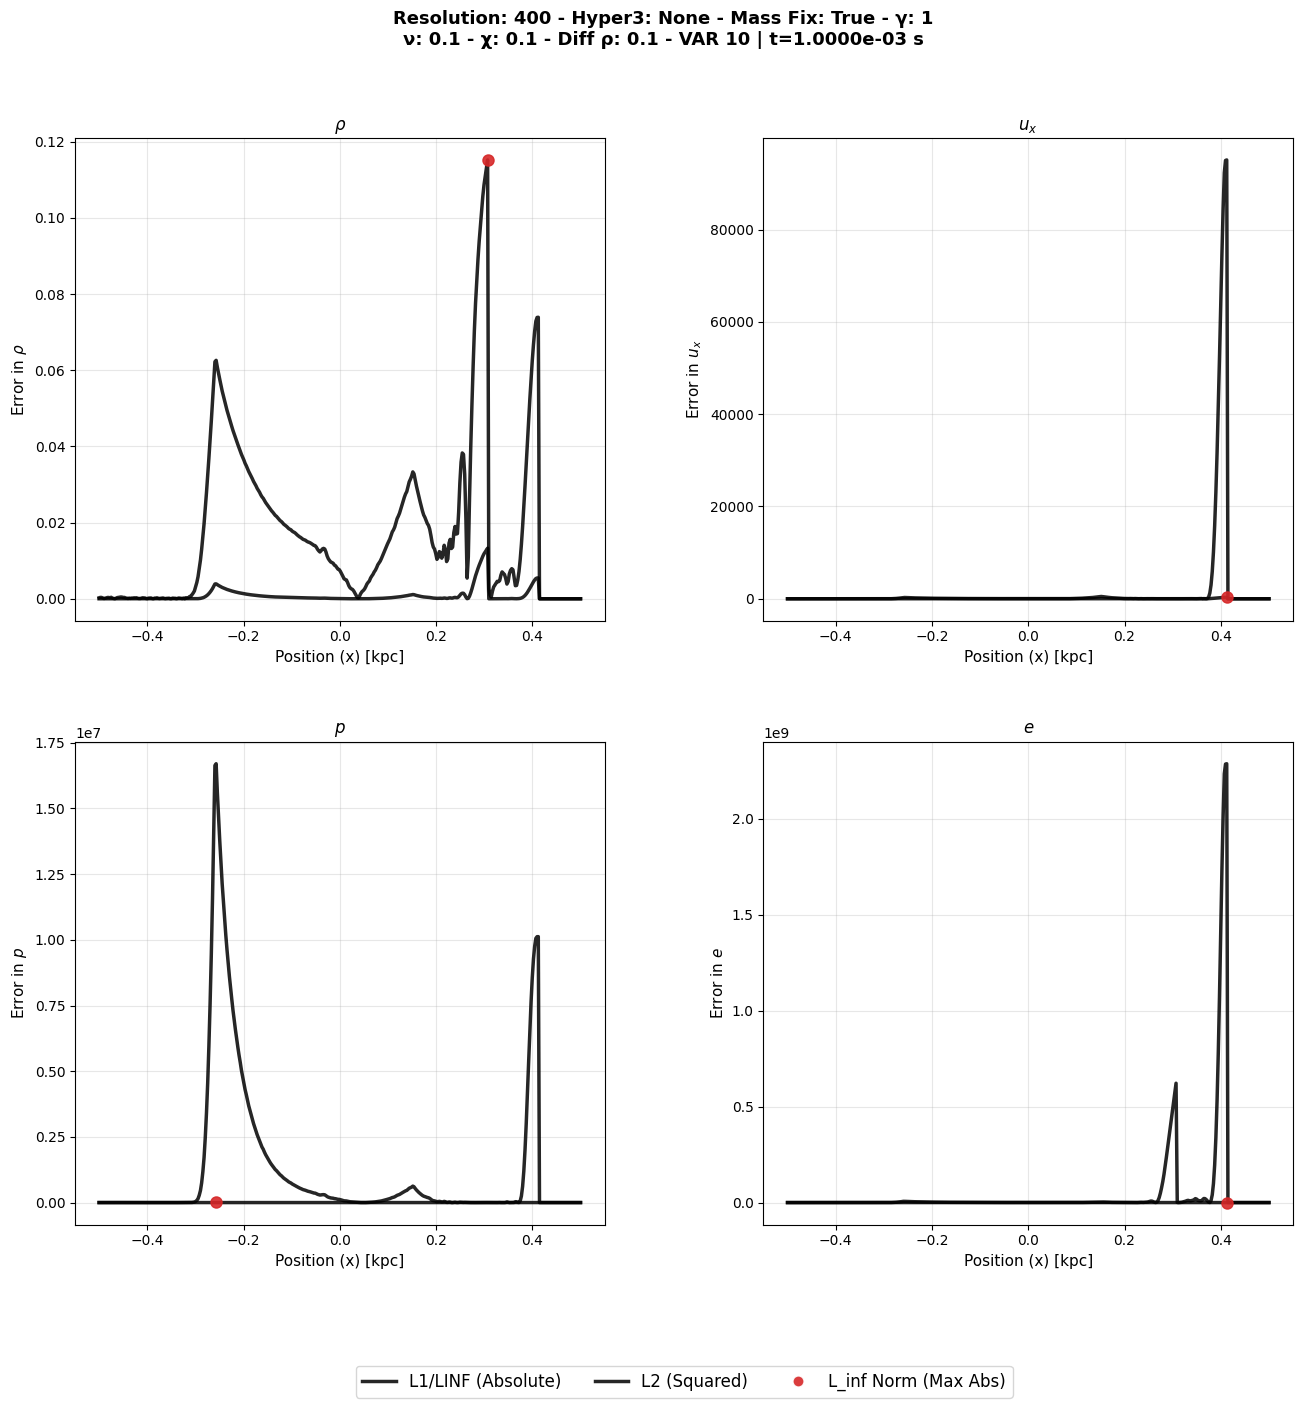 Resolution: 400 - Hyper3: None - Mass Fix: True - γ: 1
ν: 0.1 - χ: 0.1 - Diff ρ: 0.1 - VAR 10 | t=1.0000e-03 s
ρ
Error in ρ
0.12
0.10
0.08
0.06
0.04
0.02
0.00
−0.4 −0.2 0.0 0.2 0.4
Position (x) [kpc]
uₓ
Error in uₓ
80000
60000
40000
20000
0
−0.4 −0.2 0.0 0.2 0.4
Position (x) [kpc]
p
1e7
Error in p
1.75
1.50
1.25
1.00
0.75
0.50
0.25
0.00
−0.4 −0.2 0.0 0.2 0.4
Position (x) [kpc]
e
1e9
Error in e
2.0
1.5
1.0
0.5
0.0
−0.4 −0.2 0.0 0.2 0.4
Position (x) [kpc]
L1/LINF (Absolute) L2 (Squared) L_inf Norm (Max Abs)